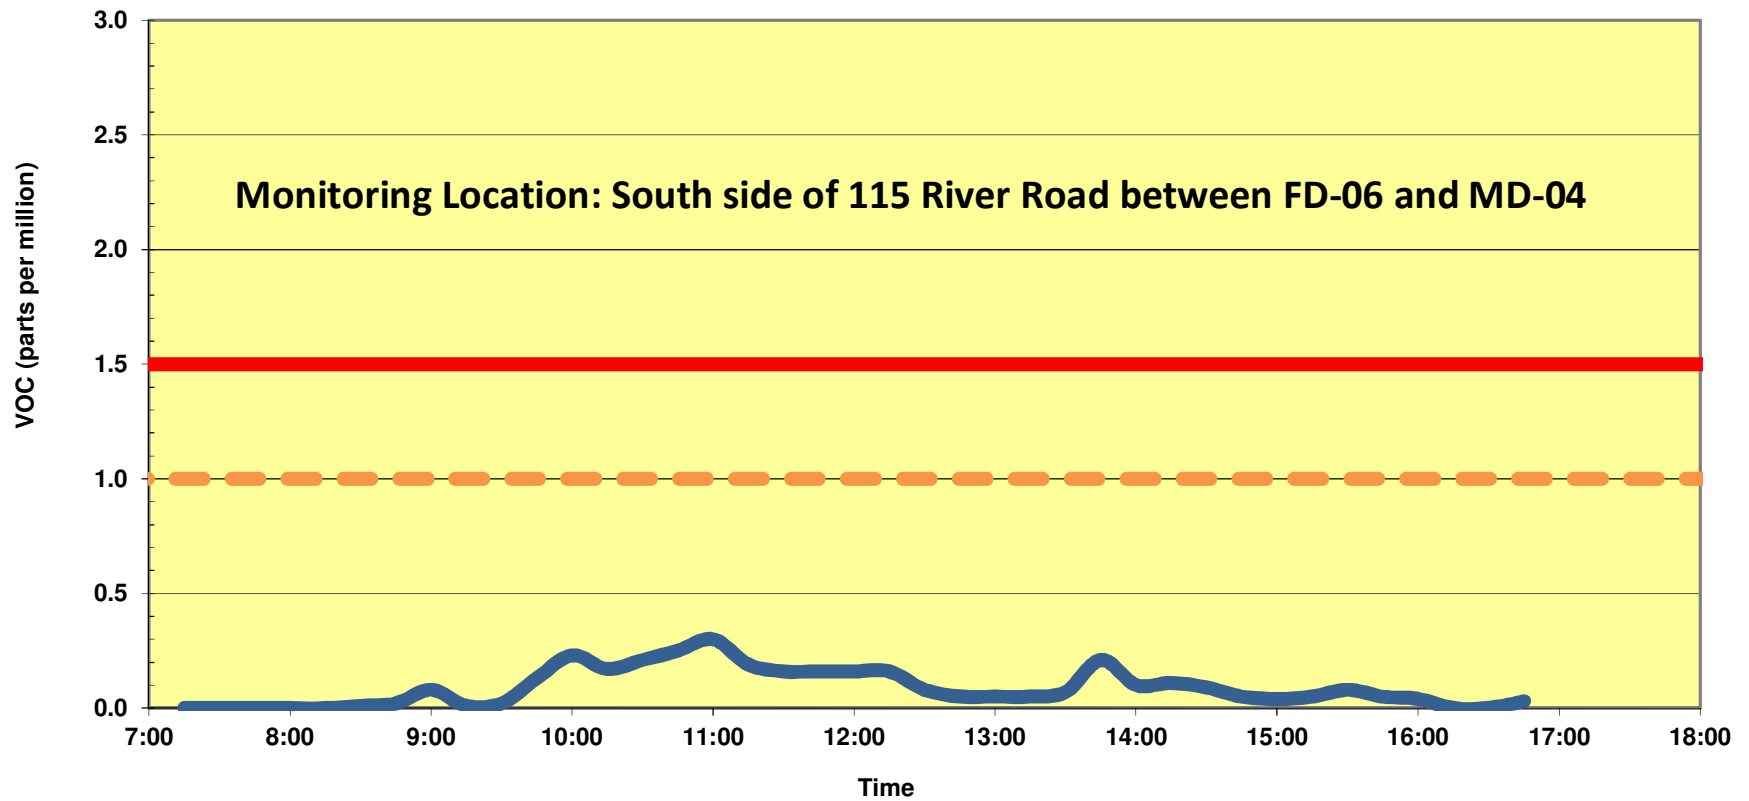 3.0
2.5
Monitoring Location: South side of 115 River Road between FD-06 and MD-04
2.0
1.5
1.0
0.5
0.0
VOC (parts per million)
7:00 8:00 9:00 10:00 11:00 12:00 13:00 14:00 15:00 16:00 17:00 18:00
Time